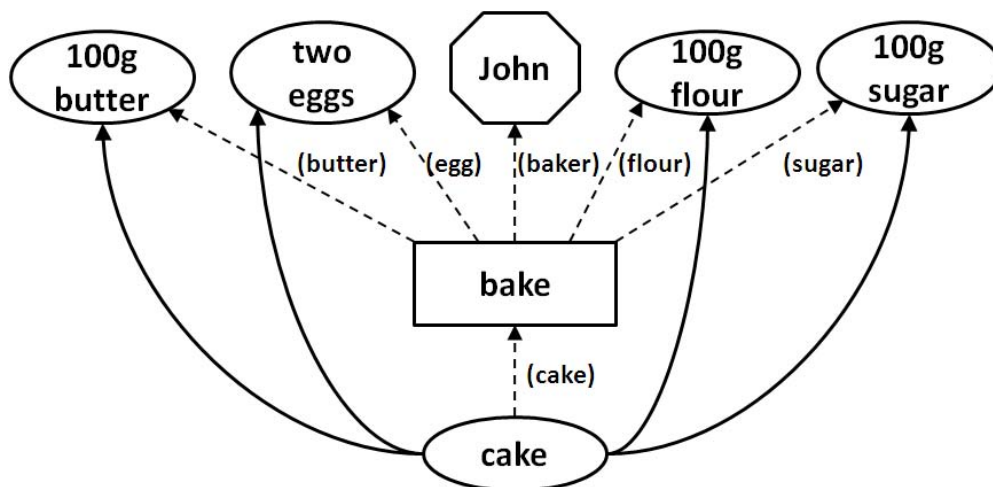 100g
butter
two
eggs
John
100g
flour
100g
sugar
(butter)
(egg)
(baker)
(flour)
(sugar)
bake
(cake)
cake